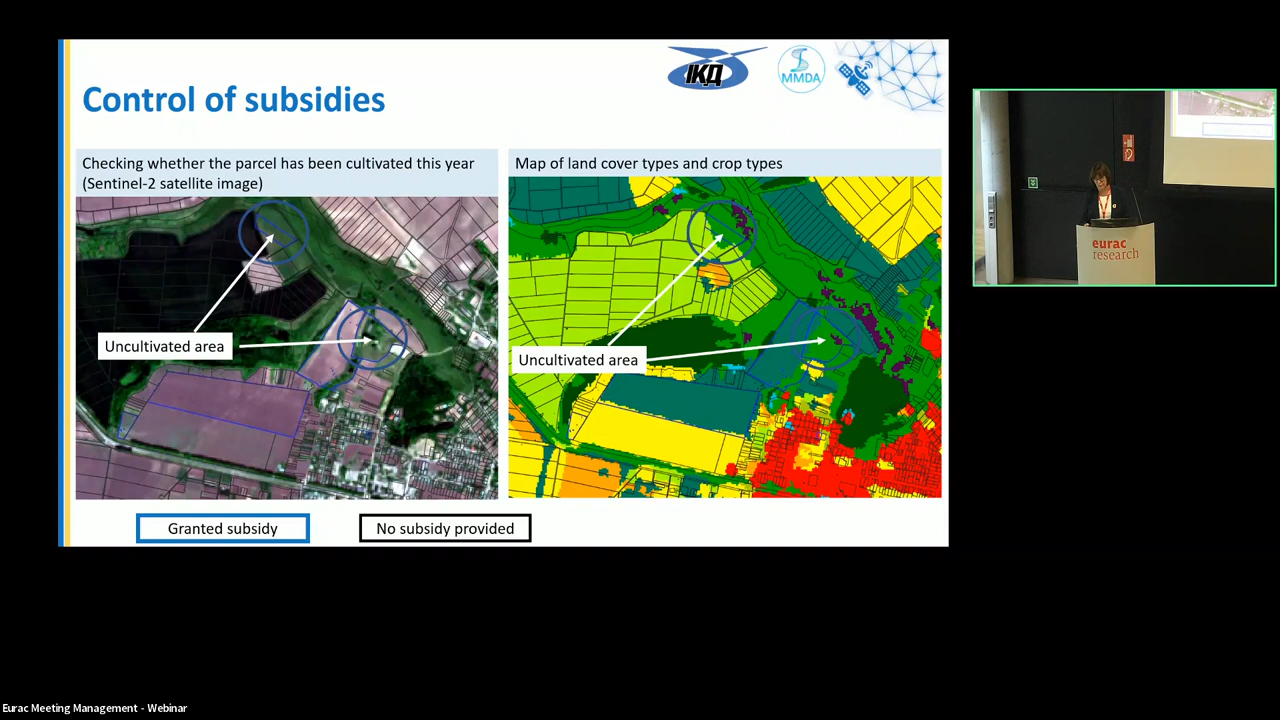 Control of subsidies
ІКД
MMDA
Checking whether the parcel has been cultivated this year
(Sentinel-2 satellite image)
Map of land cover types and crop types
Uncultivated area
Uncultivated area
Granted subsidy
No subsidy provided
eurac
research
Eurac Meeting Management - Webinar